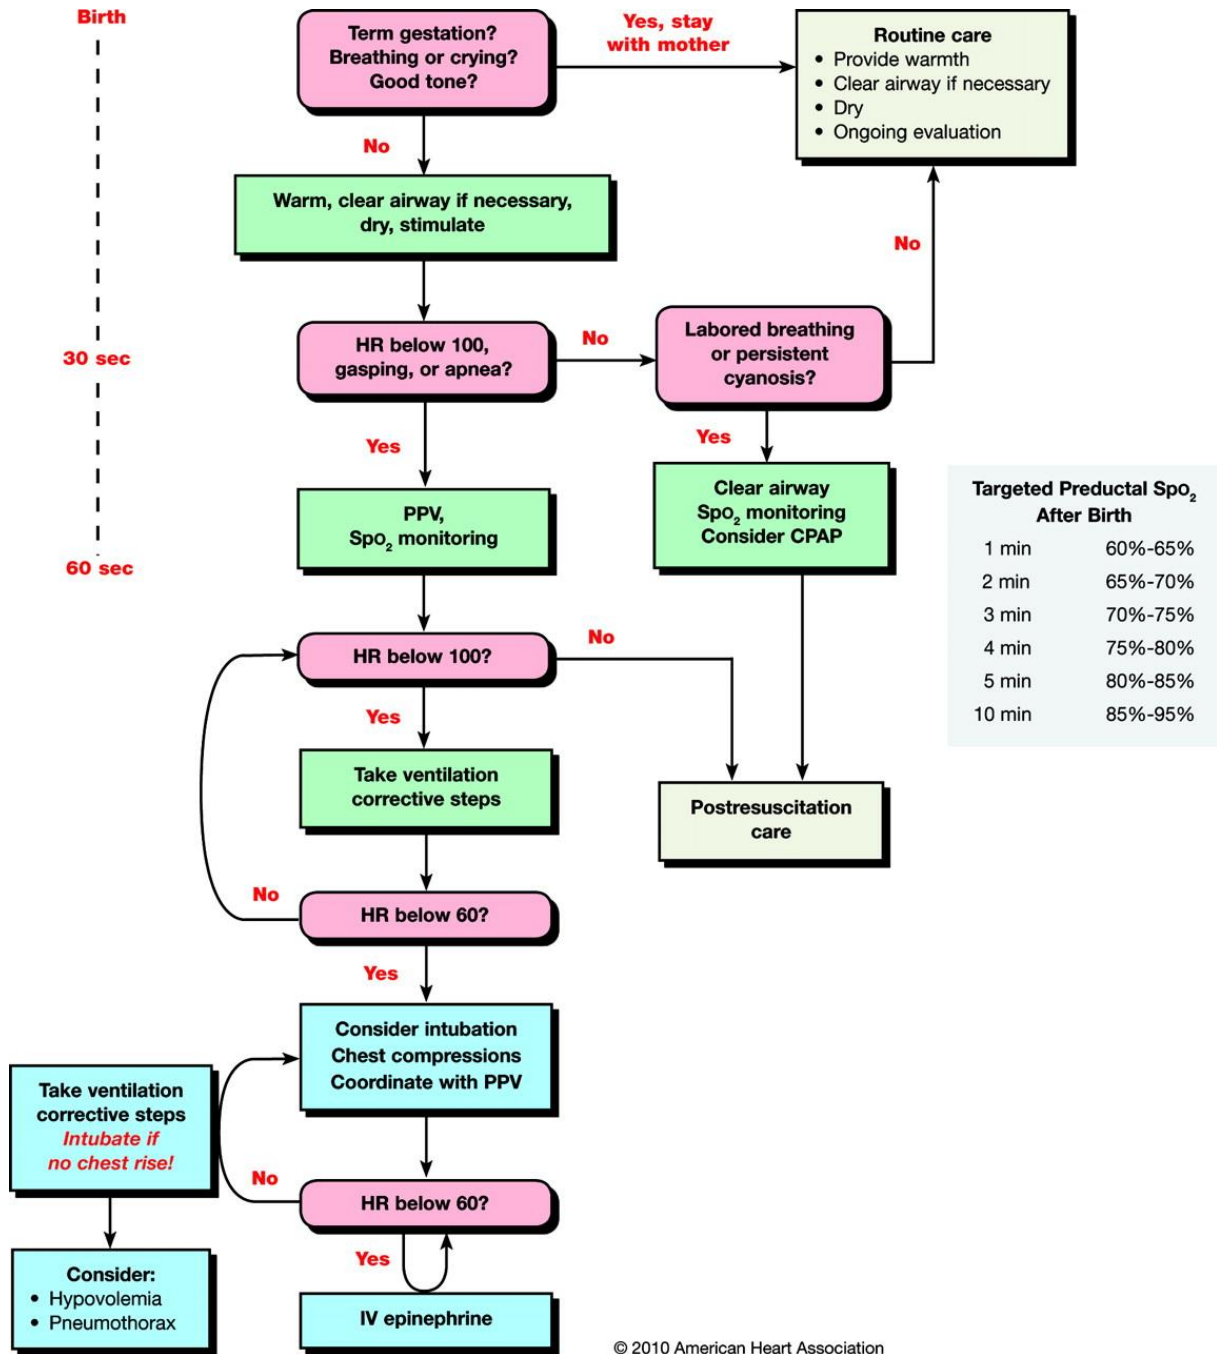 Birth
Term gestation?
Breathing or crying?
Good tone?
Yes, stay
with mother
Routine care
• Provide warmth
• Clear airway if necessary
• Dry
• Ongoing evaluation
No
Warm, clear airway if necessary,
dry, stimulate
No
30 sec
HR below 100,
gasping, or apnea?
No
Labored breathing
or persistent
cyanosis?
Yes
Yes
PPV,
SpO₂ monitoring
Clear airway
SpO₂ monitoring
Consider CPAP
60 sec
Targeted Preductal SpO₂
After Birth
1 min 60%-65%
2 min 65%-70%
3 min 70%-75%
4 min 75%-80%
5 min 80%-85%
10 min 85%-95%
HR below 100?
No
Yes
Take ventilation
corrective steps
Postresuscitation
care
No
HR below 60?
Yes
Consider intubation
Chest compressions
Coordinate with PPV
Take ventilation
corrective steps
Intubate if
no chest rise!
No
HR below 60?
Yes
Consider:
• Hypovolemia
• Pneumothorax
IV epinephrine
© 2010 American Heart Association